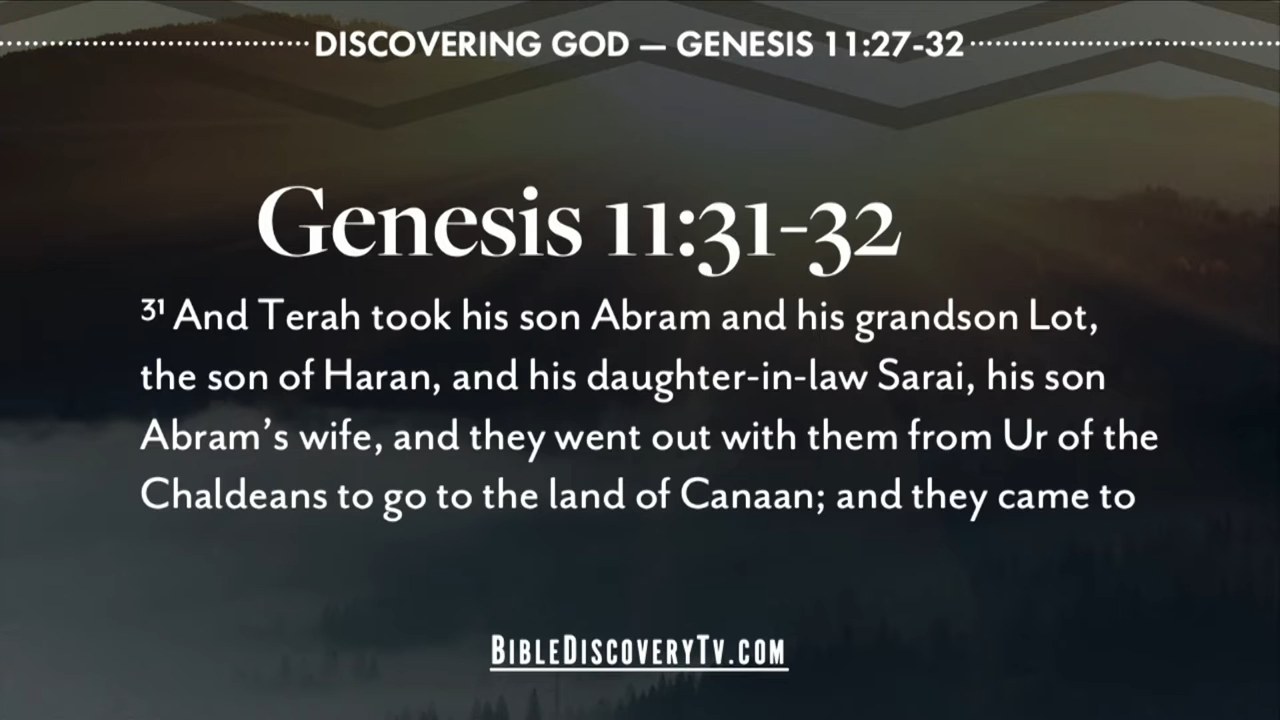 DISCOVERING GOD — GENESIS 11:27-32
Genesis 11:31-32
³¹ And Terah took his son Abram and his grandson Lot,
the son of Haran, and his daughter-in-law Sarai, his son
Abram’s wife, and they went out with them from Ur of the
Chaldeans to go to the land of Canaan; and they came to
BIBLEDISCOVERYTV.COM